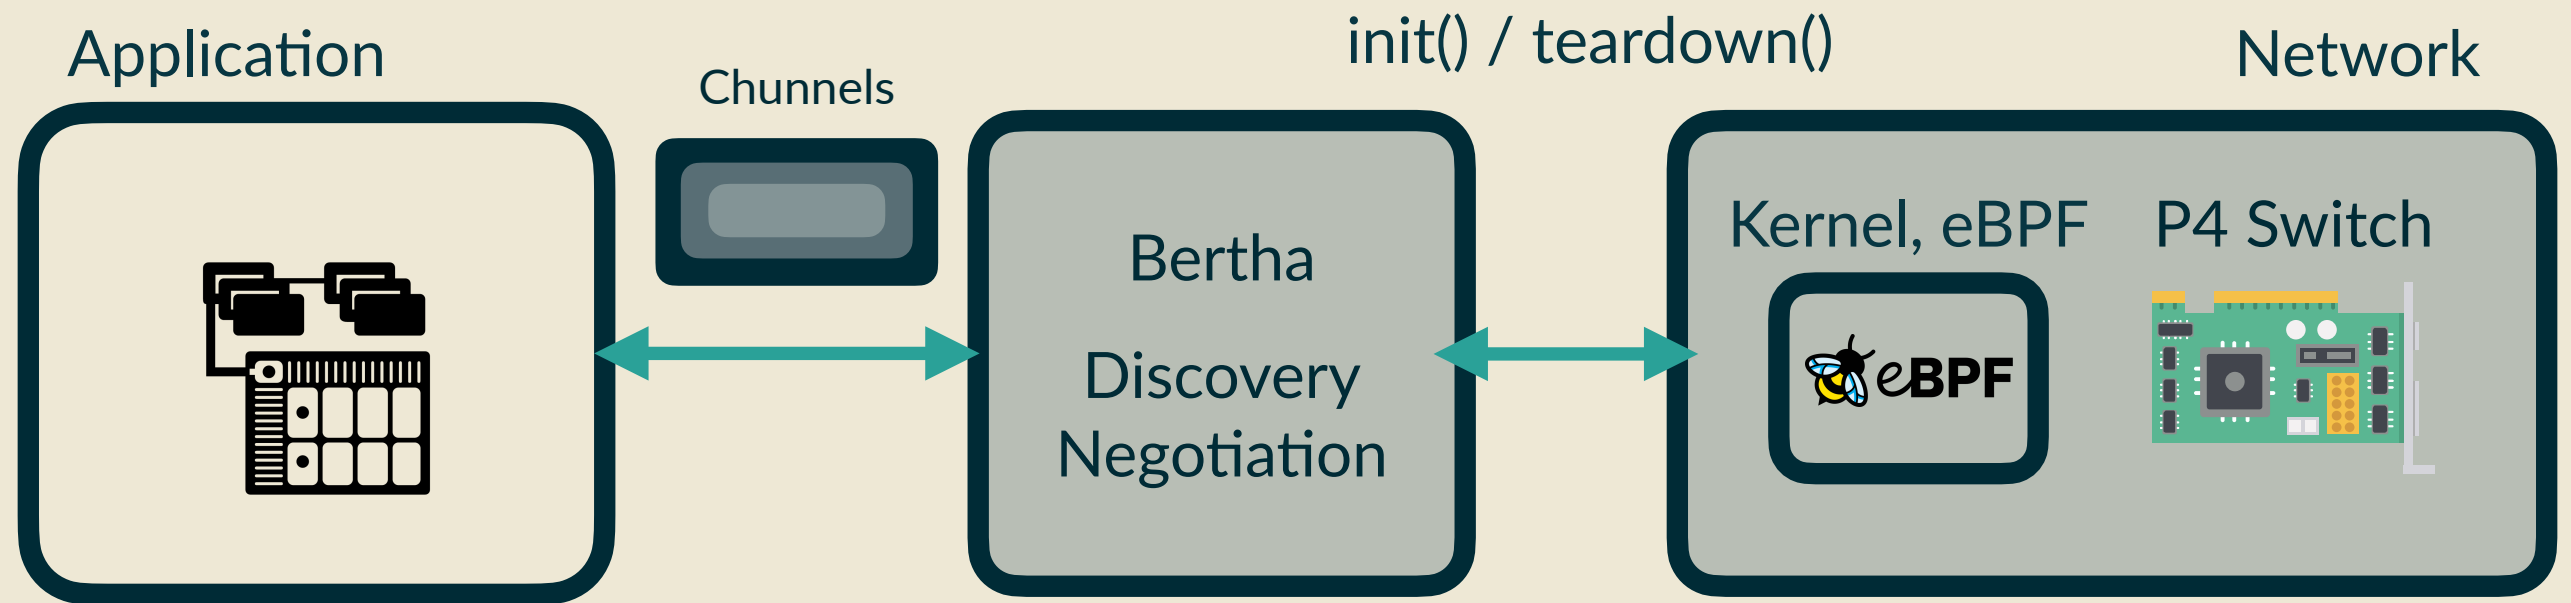 Application
Chunnels
init() / teardown()
Network
Bertha
Discovery
Negotiation
Kernel, eBPF
P4 Switch
eBPF